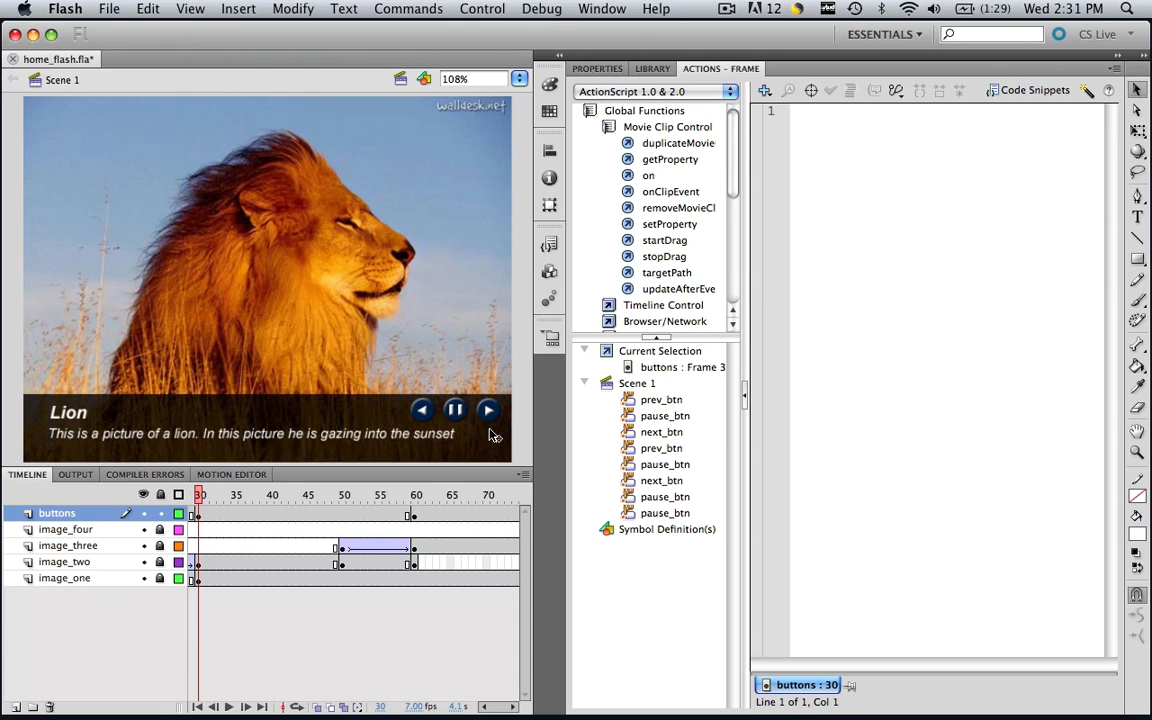 Flash File Edit View Insert Modify Text Commands Control Debug Window Help 12 (1:29) Wed 2:31 PM
Fl ESSENTIALS CS Live
home_flash.fla*
Scene 1 108%
walldesk.net
Lion
This is a picture of a lion. In this picture he is gazing into the sunset
PROPERTIES LIBRARY ACTIONS – FRAME
ActionScript 1.0 & 2.0
Global Functions
Movie Clip Control
duplicateMovie
getProperty
on
onClipEvent
removeMovieCl
setProperty
startDrag
stopDrag
targetPath
updateAfterEve
Timeline Control
Browser/Network
Current Selection
buttons : Frame 3
Scene 1
prev_btn
pause_btn
next_btn
prev_btn
pause_btn
next_btn
pause_btn
pause_btn
Symbol Definition(s)
Code Snippets
1
buttons : 30
Line 1 of 1, Col 1
TIMELINE OUTPUT COMPILER ERRORS MOTION EDITOR
30 35 40 45 50 55 60 65 70
buttons
image_four
image_three
image_two
image_one
30 7.00 fps 4.1 s